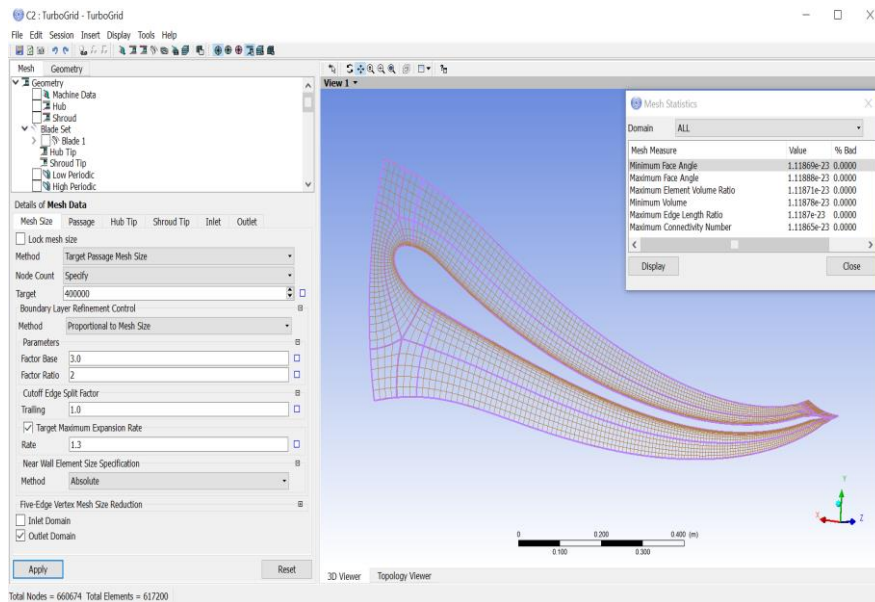 C2 : TurboGrid - TurboGrid
File Edit Session Insert Display Tools Help
Mesh Geometry
Geometry
Machine Data
Hub
Shroud
Blade Set
Blade 1
Hub Tip
Shroud Tip
Low Periodic
High Periodic
Details of Mesh Data
Mesh Size Passage Hub Tip Shroud Tip Inlet Outlet
Lock mesh size
Method Target Passage Mesh Size
Node Count Specify
Target 400000
Boundary Layer Refinement Control
Method Proportional to Mesh Size
Parameters
Factor Base 3.0
Factor Ratio 2
Cutoff Edge Split Factor
Trailing 1.0
Target Maximum Expansion Rate
Rate 1.3
Near Wall Element Size Specification
Method Absolute
Five-Edge Vertex Mesh Size Reduction
Inlet Domain
Outlet Domain
Apply Reset
Total Nodes = 660674 Total Elements = 617200
View 1
Mesh Statistics
Domain ALL
Mesh Measure Value % Bad
Minimum Face Angle 1.11869e-23 0.0000
Maximum Face Angle 1.11888e-23 0.0000
Maximum Element Volume Ratio 1.11871e-23 0.0000
Minimum Volume 1.11878e-23 0.0000
Maximum Edge Length Ratio 1.1187e-23 0.0000
Maximum Connectivity Number 1.11865e-23 0.0000
Display Close
Y
X Z
0 0.200 0.400 (m)
0.100 0.300
3D Viewer Topology Viewer